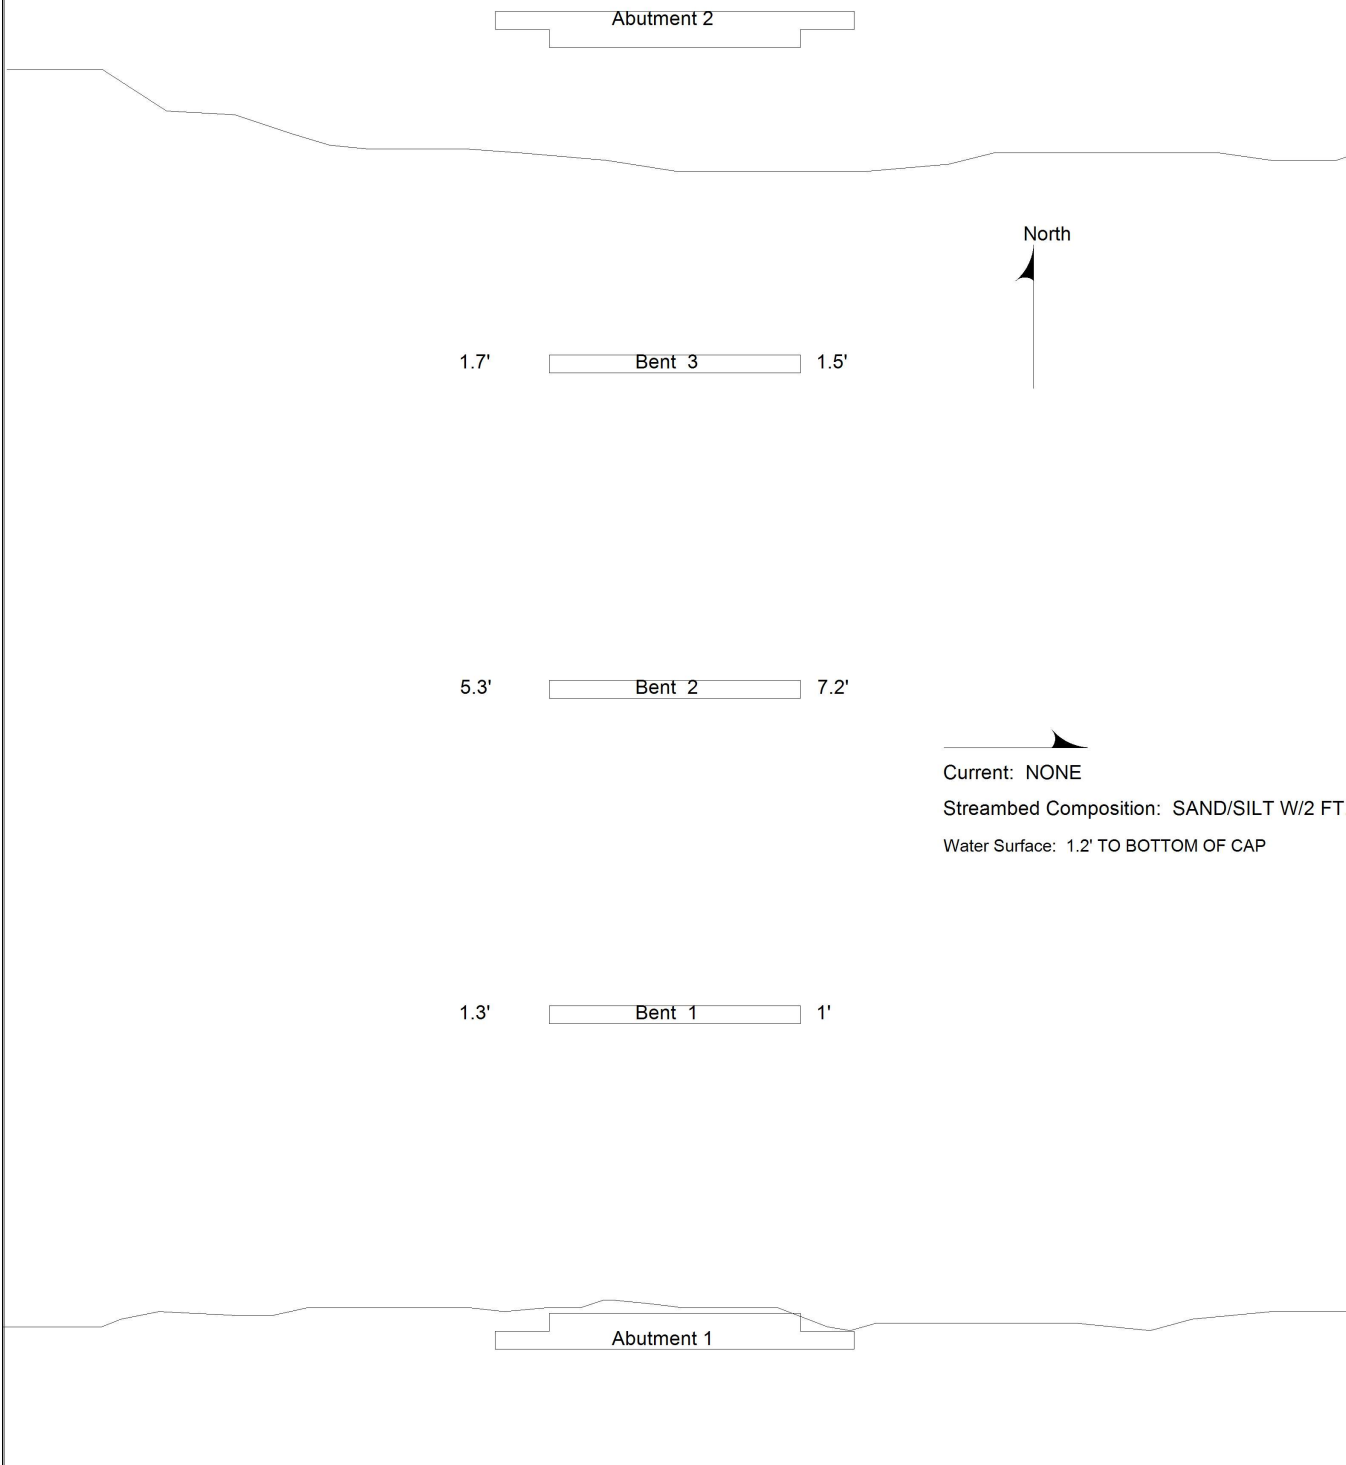 Abutment 2
North
1.7' Bent 3 1.5'
5.3' Bent 2 7.2'
Current: NONE
Streambed Composition: SAND/SILT W/2 FT
Water Surface: 1.2' TO BOTTOM OF CAP
1.3' Bent 1 1'
Abutment 1